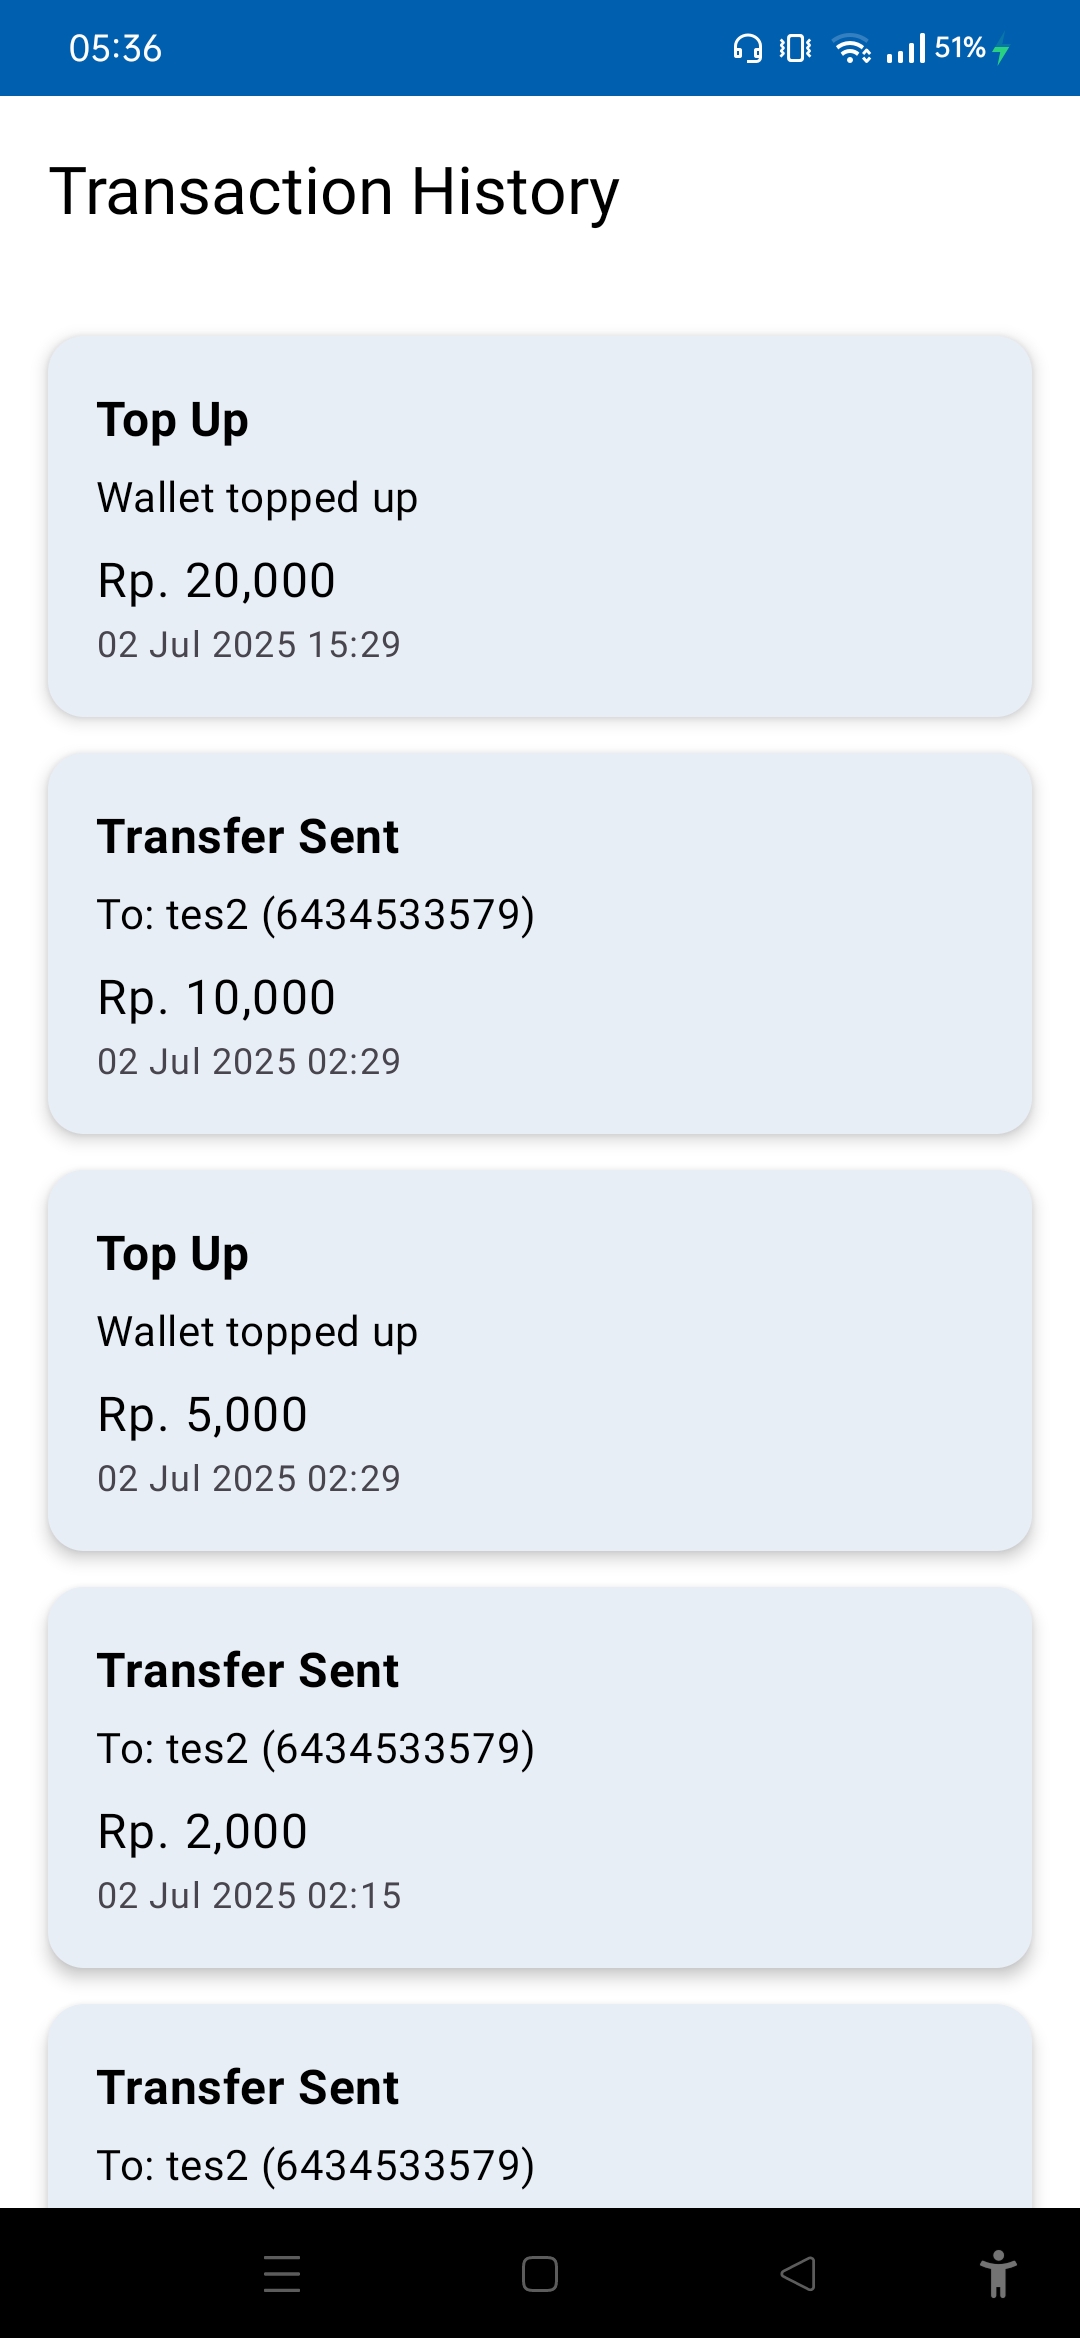 05:36 51%
Transaction History
Top Up
Wallet topped up
Rp. 20,000
02 Jul 2025 15:29
Transfer Sent
To: tes2 (6434533579)
Rp. 10,000
02 Jul 2025 02:29
Top Up
Wallet topped up
Rp. 5,000
02 Jul 2025 02:29
Transfer Sent
To: tes2 (6434533579)
Rp. 2,000
02 Jul 2025 02:15
Transfer Sent
To: tes2 (6434533579)